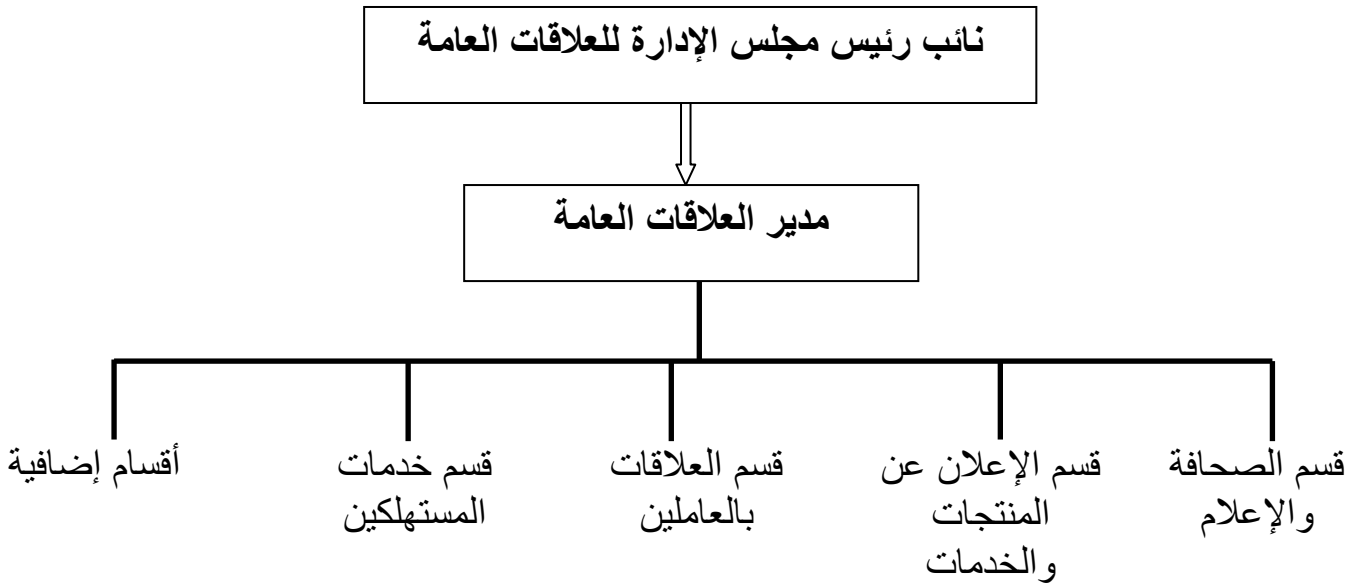 نائب رئيس مجلس الإدارة للعلاقات العامة
مدير العلاقات العامة
قسم الصحافة
والإعلام
قسم الإعلان عن
المنتجات
والخدمات
قسم العلاقات
بالعاملين
قسم خدمات
المستهلكين
أقسام إضافية